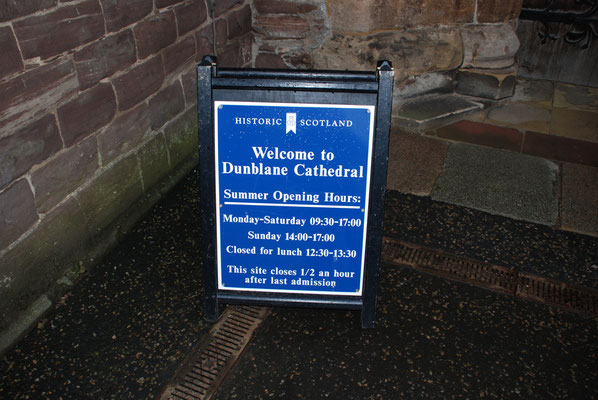 HISTORIC SCOTLAND
Welcome to
Dunblane Cathedral
Summer Opening Hours:
Monday-Saturday 09:30-17:00
Sunday 14:00-17:00
Closed for lunch 12:30-13:30
This site closes 1/2 an hour
after last admission